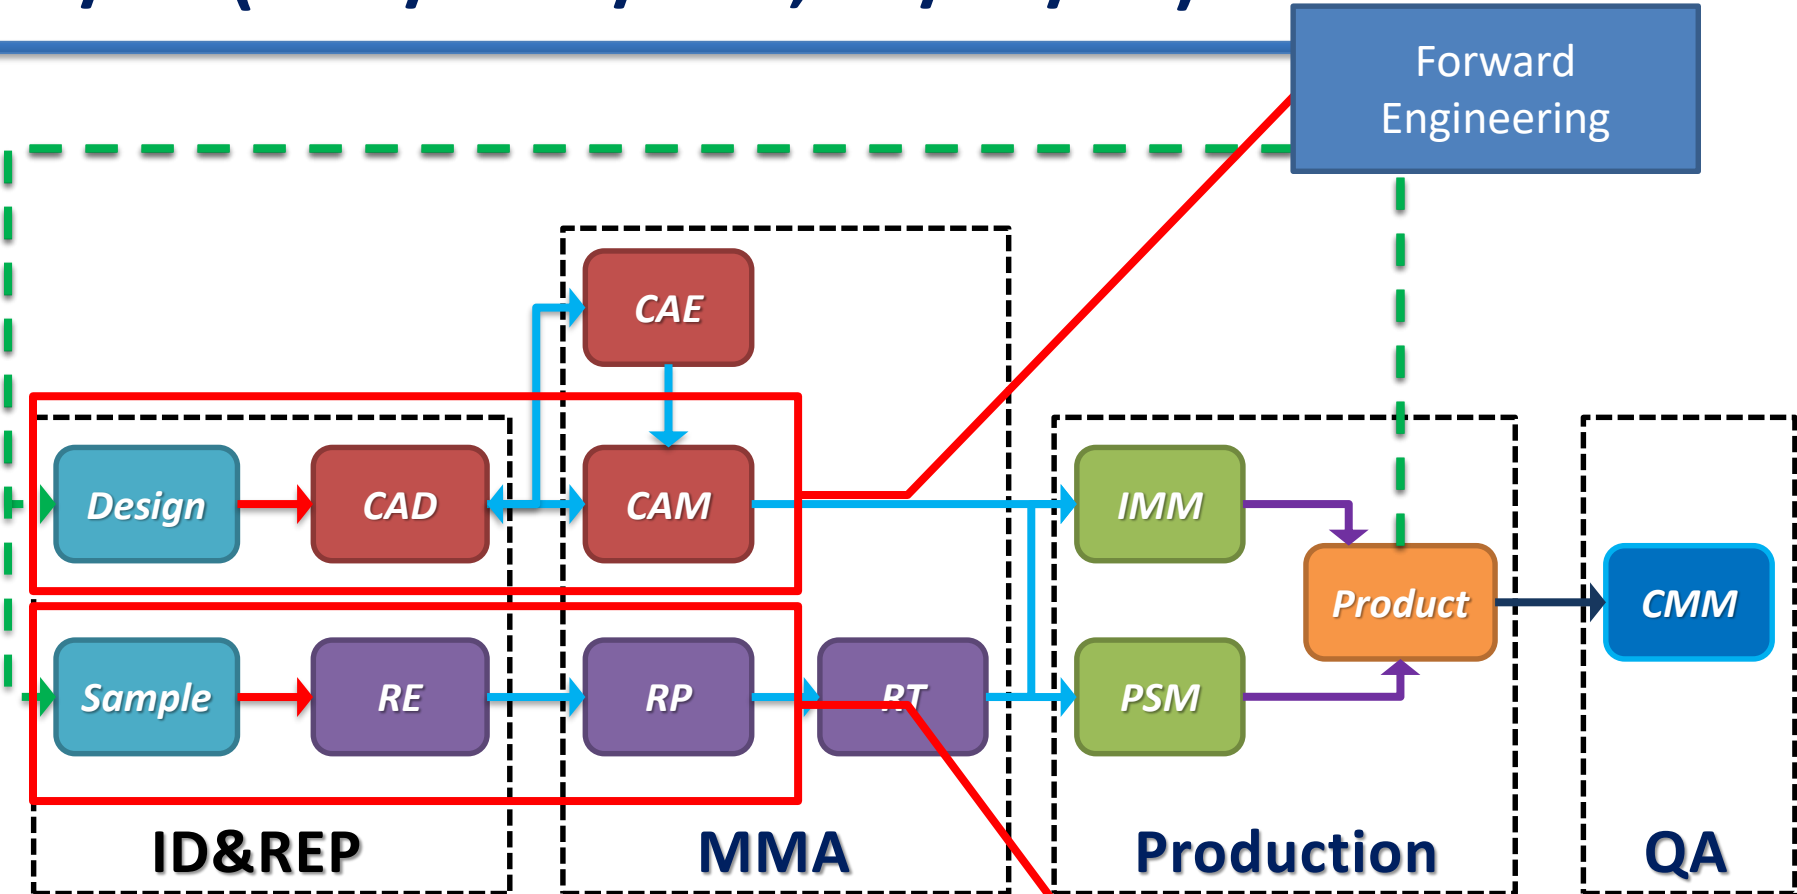 Forward
Engineering
CAE
Design
CAD
CAM
IMM
Product
CMM
Sample
RE
RP
RT
PSM
ID&REP
MMA
Production
QA